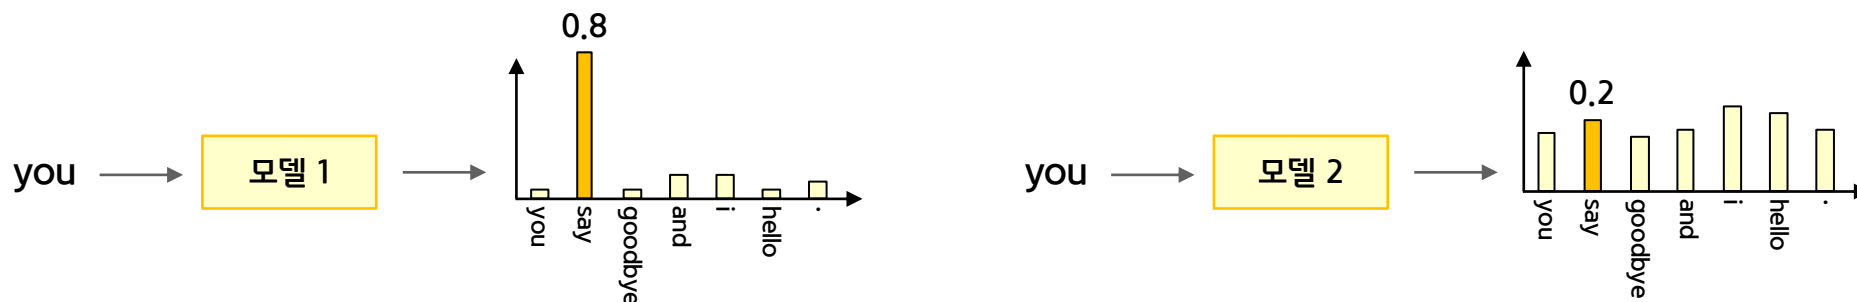 you
모델 1
0.8
you
say
goodbye
and
i
hello
.
you
모델 2
0.2
you
say
goodbye
and
i
hello
.